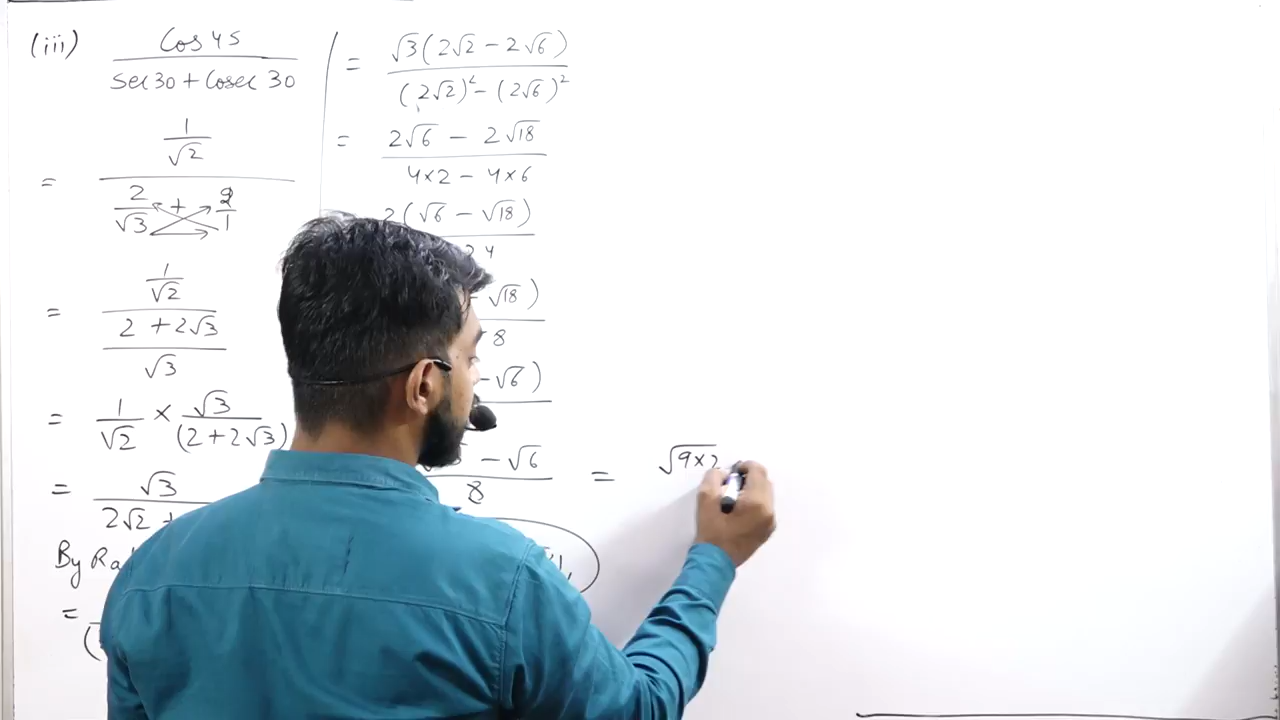 (iii) Cos 45
Sec 30 + Cosec 30
= 1
√2
2 + 2
√3 1
= 1
√2
2 + 2√3
√3
= 1 × √3
√2 (2 + 2√3)
= √3
2√2
By
=
(
= √3 (2√2 - 2√6)
(2√2)² - (2√6)²
= 2√6 - 2√18
4×2 - 4×6
2(√6 - √18)
24
- √18)
- 8
- √6)
- √6
8
= √9×2